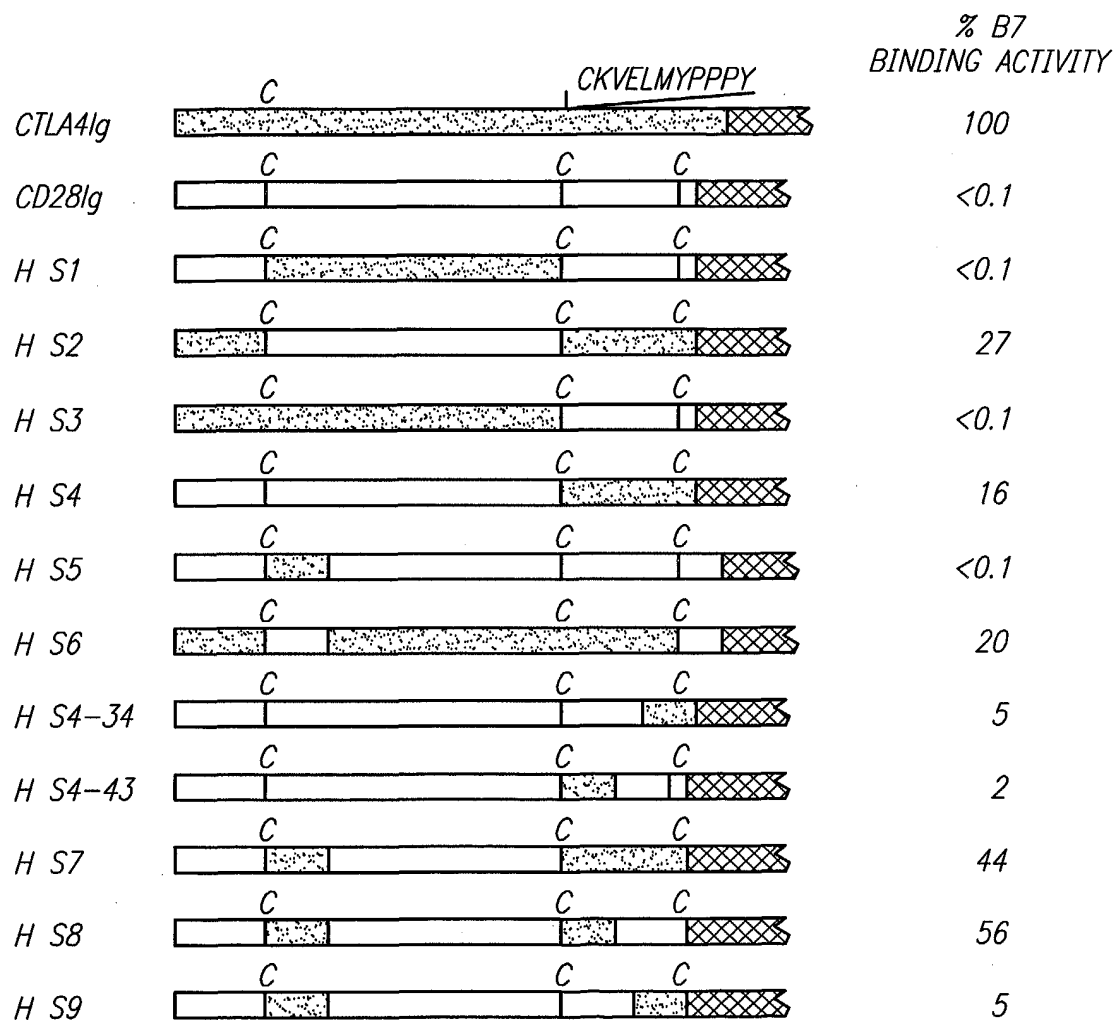 % B7
BINDING ACTIVITY
C CKVELMYPPPY
CTLA4Ig 100
C C C
CD28Ig <0.1
C C C
H S1 <0.1
C C C
H S2 27
C C C
H S3 <0.1
C C C
H S4 16
C C C
H S5 <0.1
C C C
H S6 20
C C C
H S4-34 5
C C C
H S4-43 2
C C C
H S7 44
C C C
H S8 56
C C C
H S9 5